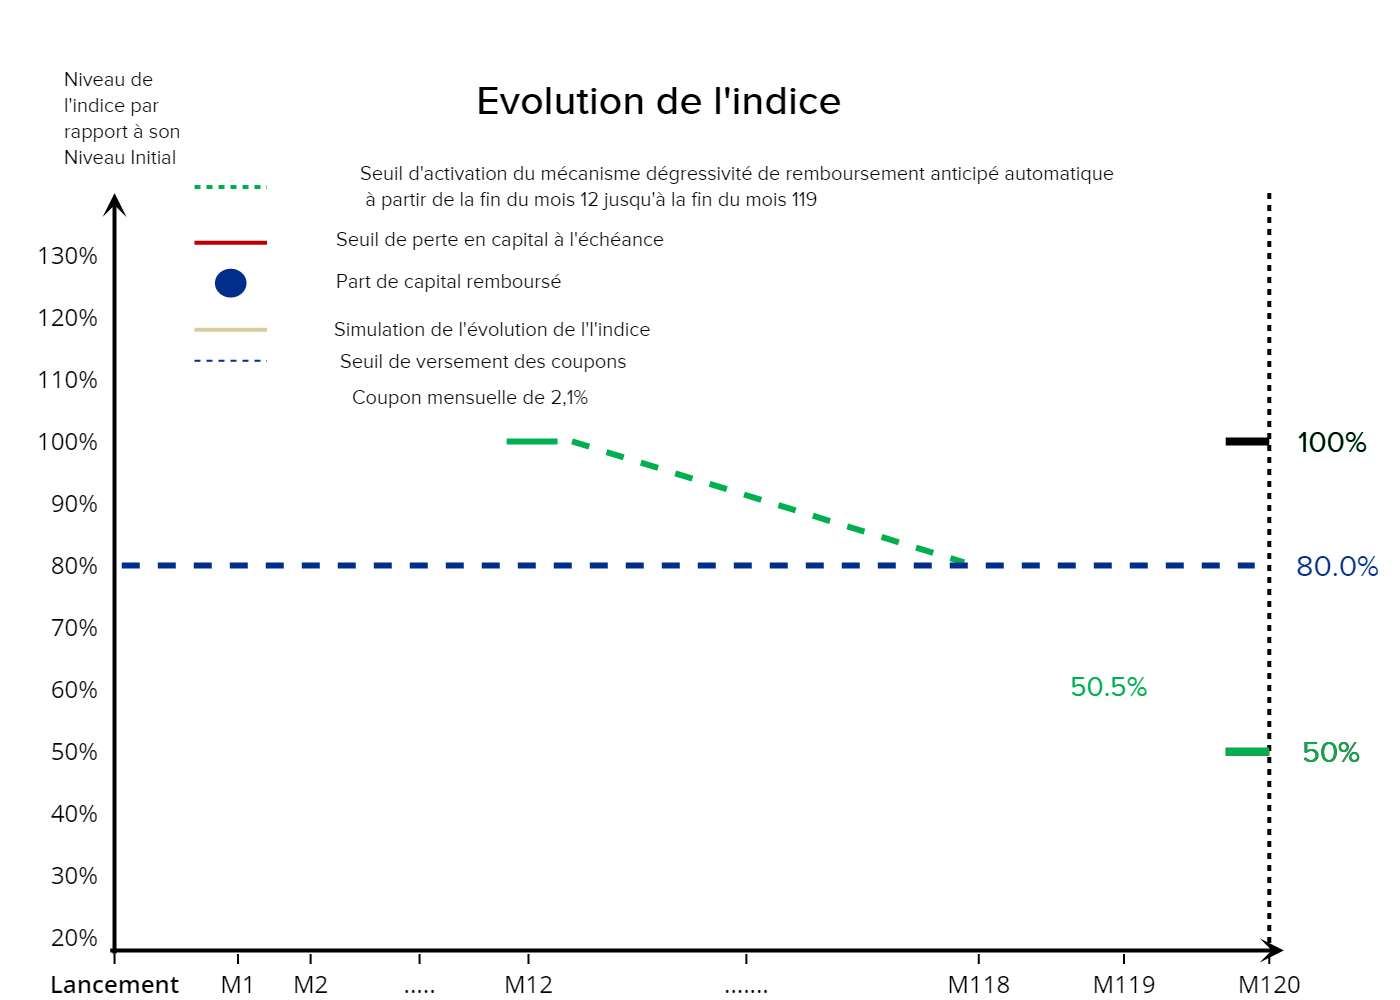 Niveau de
l'indice par
rapport à son
Niveau Initial
Evolution de l'indice
Seuil d'activation du mécanisme dégressivité de remboursement anticipé automatique
à partir de la fin du mois 12 jusqu'à la fin du mois 119
Seuil de perte en capital à l'échéance
Part de capital remboursé
Simulation de l'évolution de l'l'indice
Seuil de versement des coupons
Coupon mensuelle de 2,1%
130%
120%
110%
100%
100%
90%
80%
80.0%
70%
60%
50.5%
50%
50%
40%
30%
20%
Lancement M1 M2 ..... M12 ....... M118 M119 M120